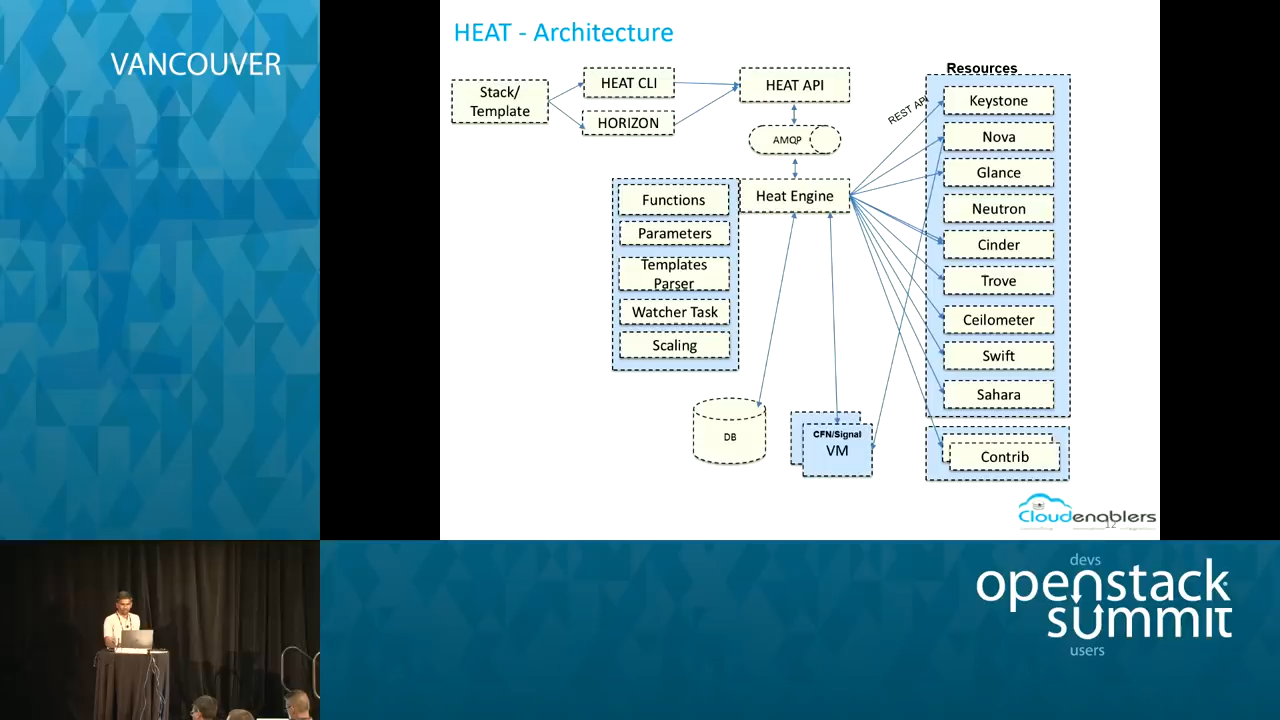 VANCOUVER
HEAT - Architecture
Stack/
Template
HEAT CLI
HORIZON
HEAT API
AMQP
Heat Engine
Functions
Parameters
Templates
Parser
Watcher Task
Scaling
DB
CFN/Signal
VM
REST API
Resources
Keystone
Nova
Glance
Neutron
Cinder
Trove
Ceilometer
Swift
Sahara
Contrib
Cloudenablers
12
devs
openstack
summit
users